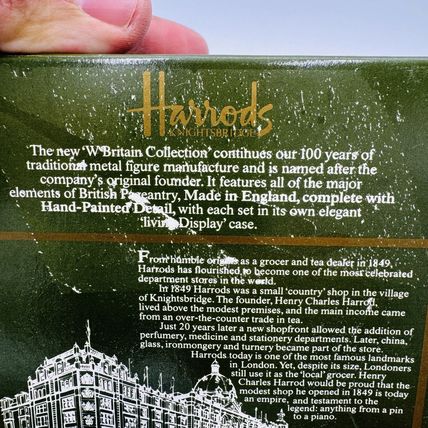 Harrods
KNIGHTSBRIDGE
The new 'W Britain Collection' continues our 100 years of
traditional metal figure manufacture and is named after the
company's original founder. It features all of the major
elements of British Pageantry, Made in England, complete with
Hand-Painted Detail, with each set in its own elegant
'living Display' case.
From humble origins as a grocer and tea dealer in 1849,
Harrods has flourished to become one of the most celebrated
department stores in the world.
In 1849 Harrods was a small 'country' shop in the village
of Knightsbridge. The founder, Henry Charles Harrod,
lived above the modest premises, and the main income came
from an over-the-counter trade in tea.
Just 20 years later a new shopfront allowed the addition of
perfumery, medicine and stationery departments. Later, china,
glass, ironmongery and turnery became part of the store.
Harrods today is one of the most famous landmarks
in London. Yet, despite its size, Londoners
still use it as the 'local' grocer. Henry
Charles Harrod would be proud that the
modest shop he opened in 1849 is today
an empire, and testament to the
legend: anything from a pin
to a piano.